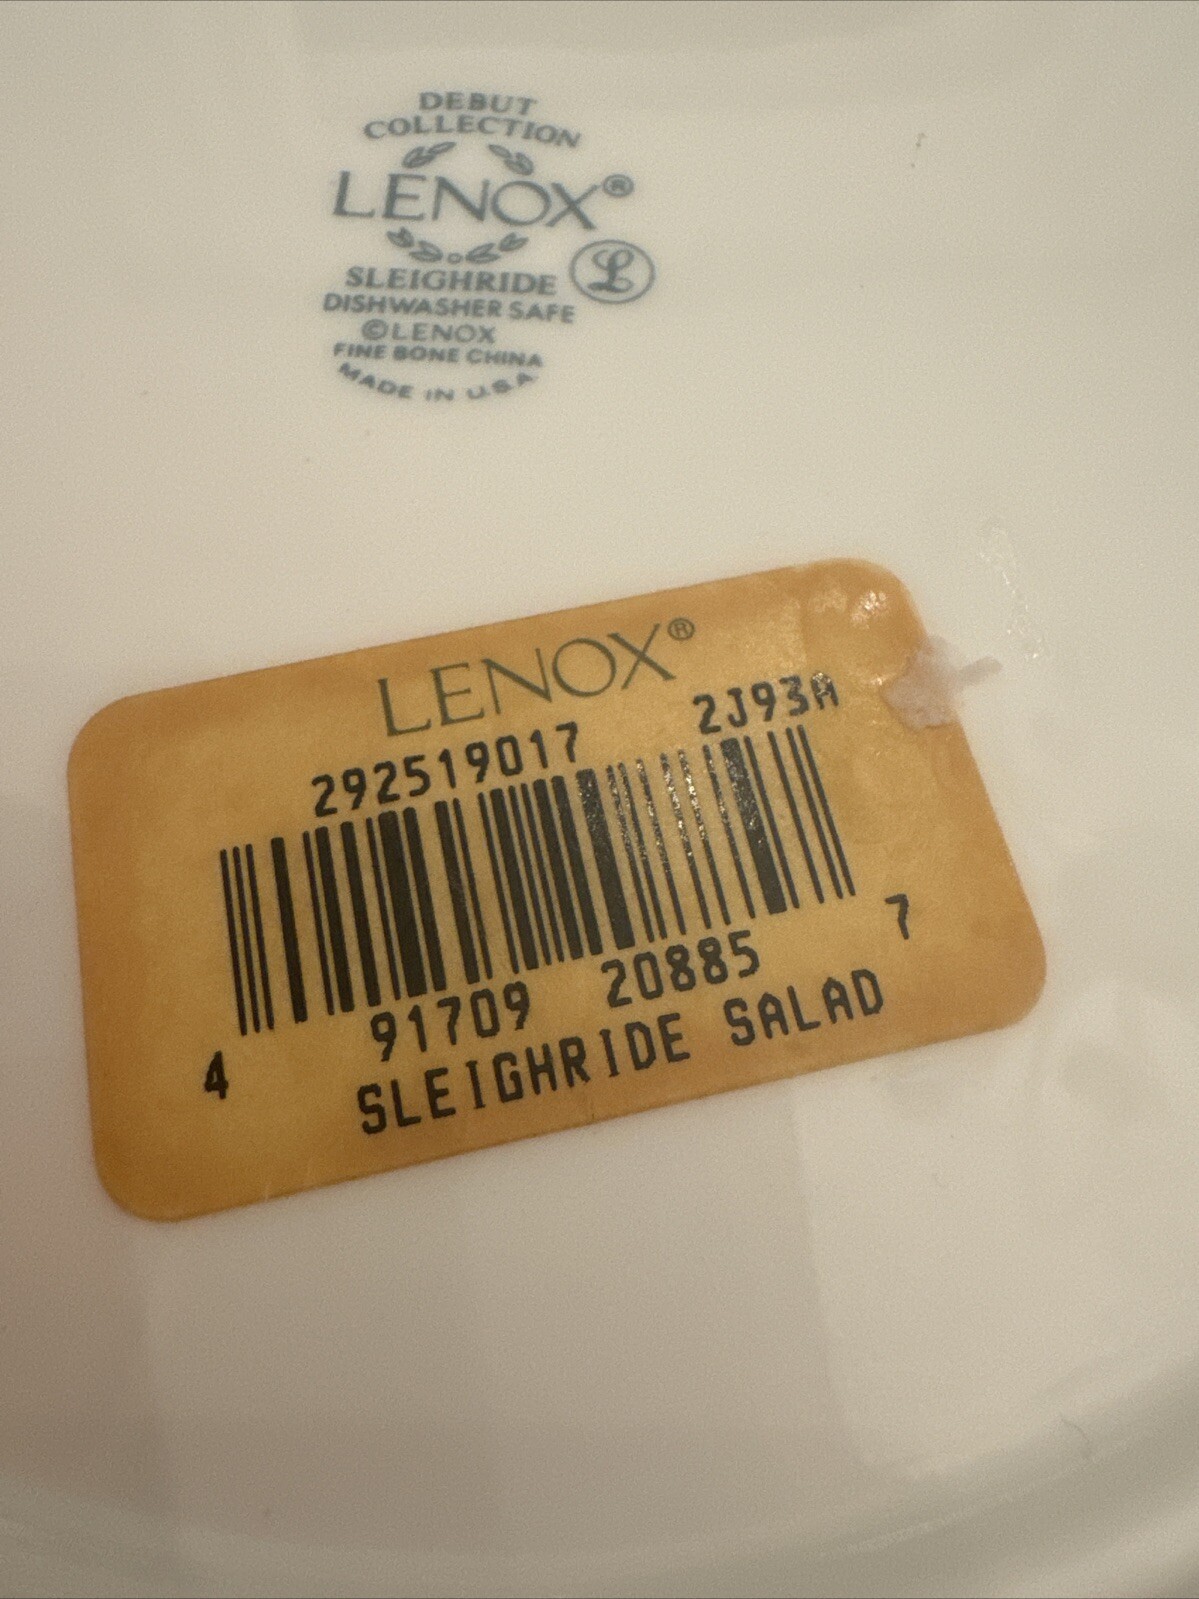 DEBUT
COLLECTION
LENOX®
ℒ
SLEIGHRIDE
DISHWASHER SAFE
©LENOX
FINE BONE CHINA
MADE IN U.S.A.
LENOX®
292519017 2J93A
4 91709 20885 7
SLEIGHRIDE SALAD